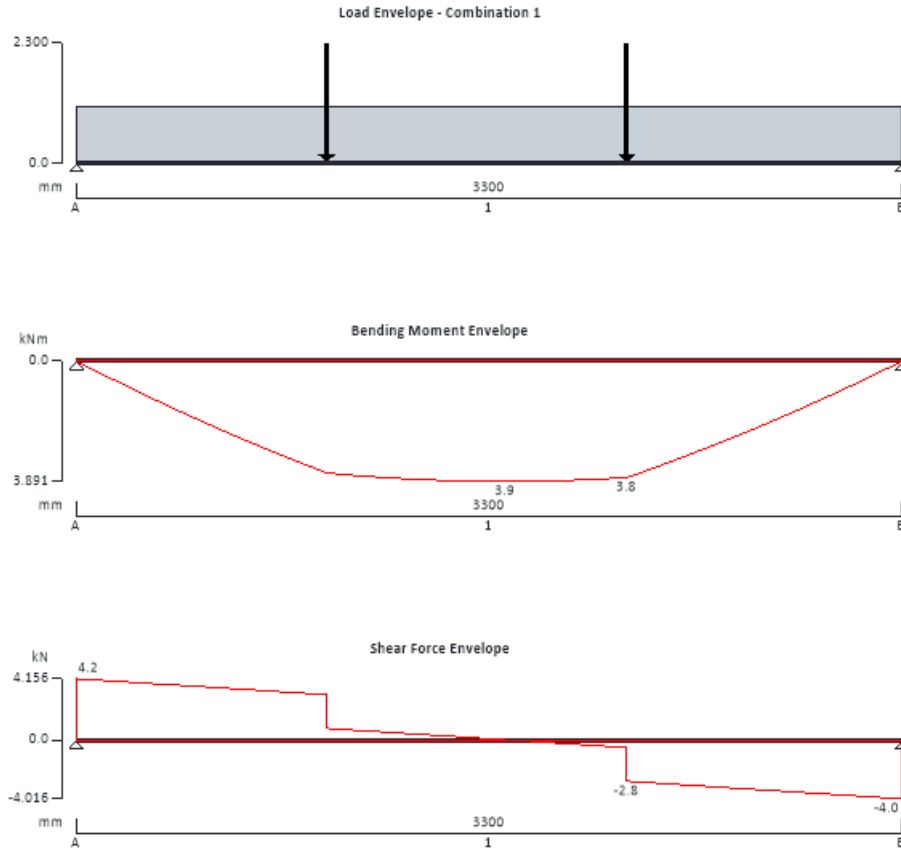 Load Envelope - Combination 1
2.300
0.0
mm 3300
A 1 B
Bending Moment Envelope
kNm
0.0
3.891
3.9 3.8
mm 3300
A 1 B
Shear Force Envelope
kN
4.2
4.156
0.0
-2.8
-4.016 -4.0
mm 3300
A 1 B